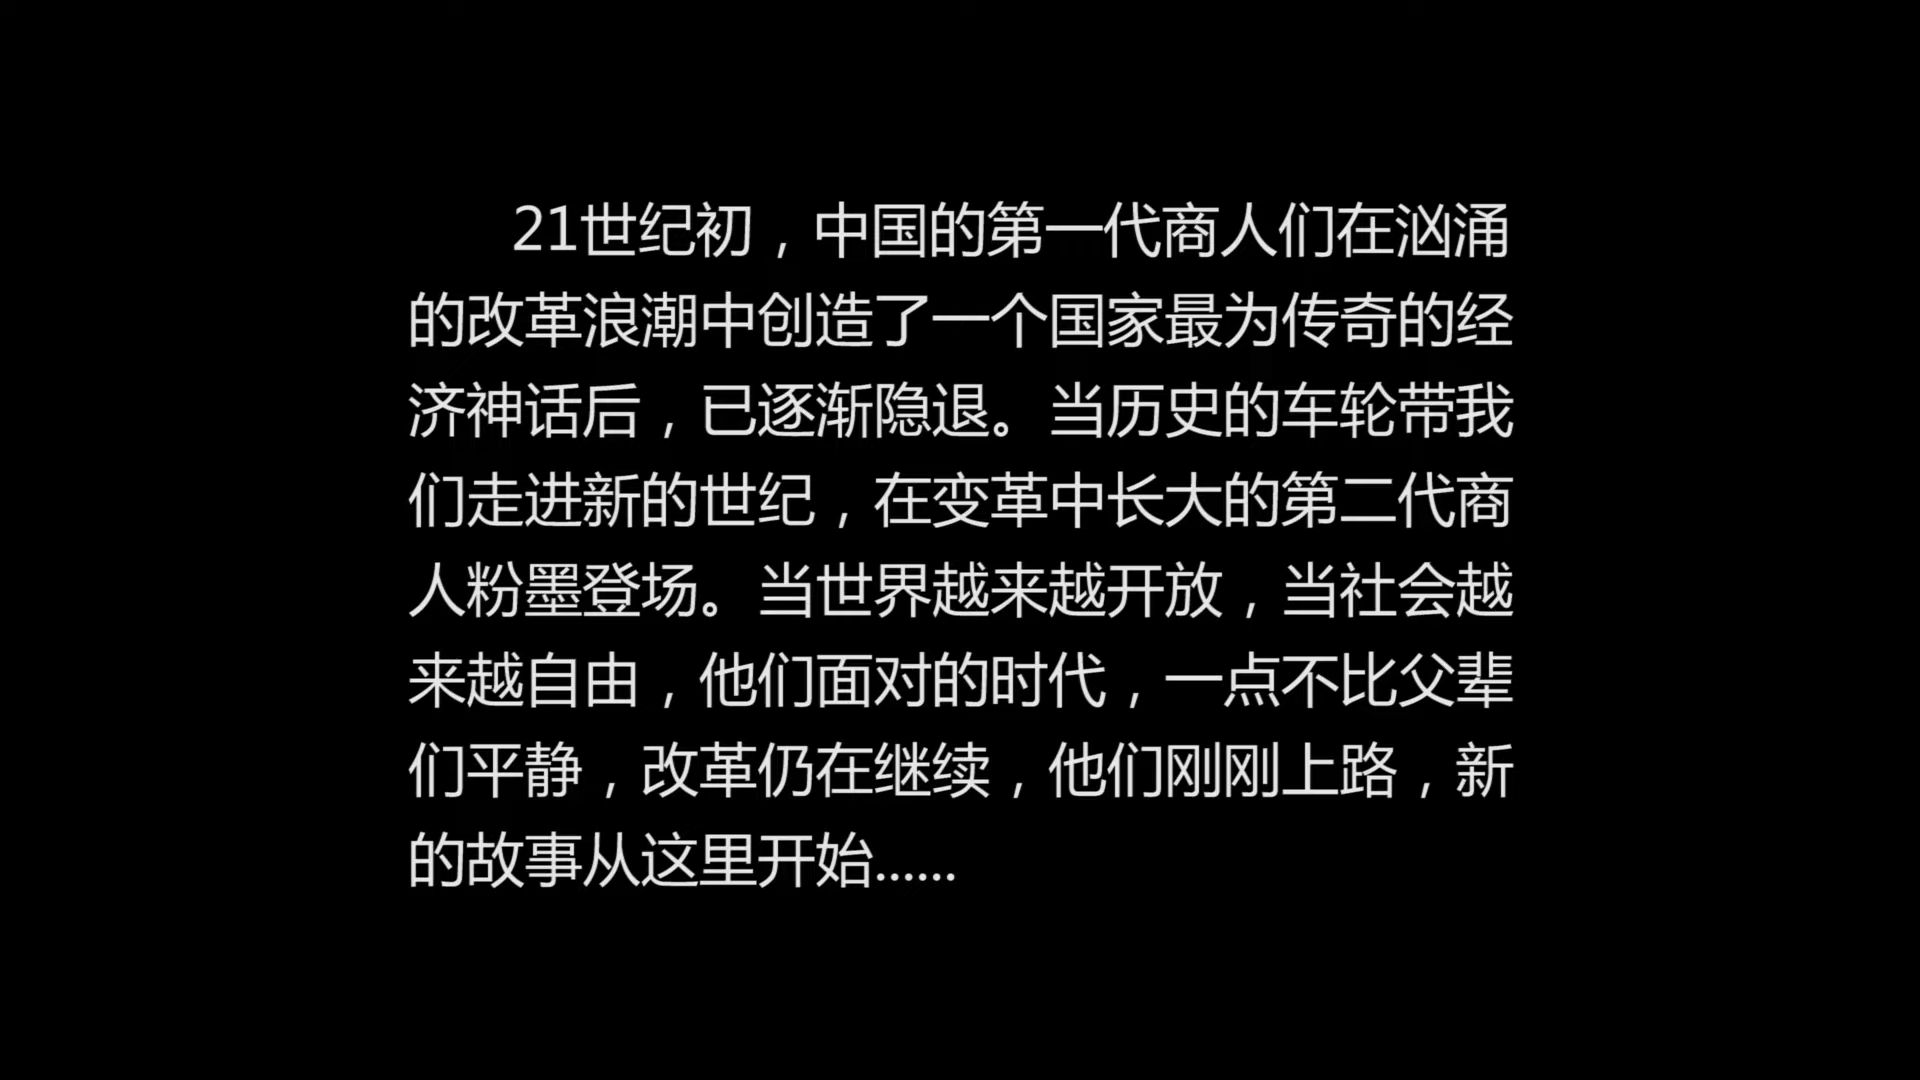 21世纪初，中国的第一代商人们在汹涌
的改革浪潮中创造了一个国家最为传奇的经
济神话后，已逐渐隐退。当历史的车轮带我
们走进新的世纪，在变革中长大的第二代商
人粉墨登场。当世界越来越开放，当社会越
来越自由，他们面对的时代，一点不比父辈
们平静，改革仍在继续，他们刚刚上路，新
的故事从这里开始......